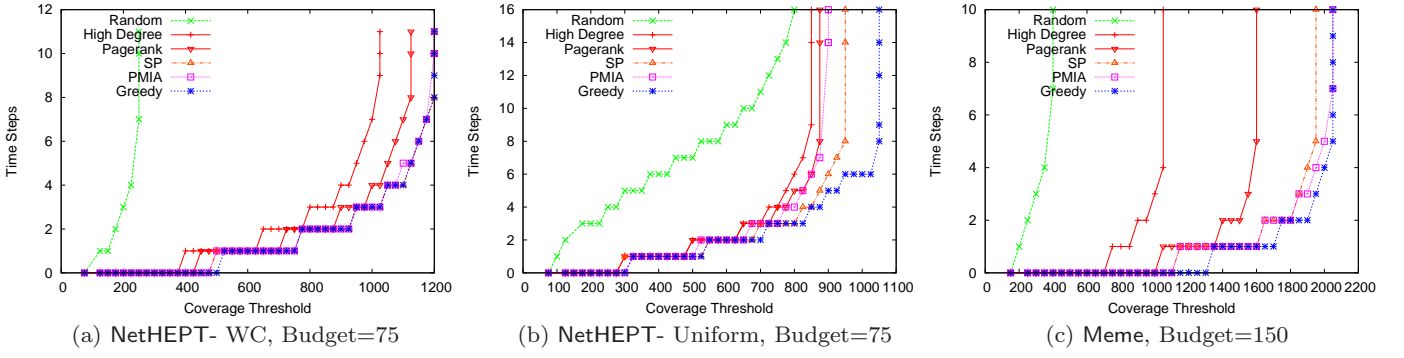 Time Steps
12
10
8
6
4
2
0
Random
High Degree
Pagerank
SP
PMIA
Greedy
200 400 600 800 1000 1200
Coverage Threshold
(a) NetHEPT- WC, Budget=75
Time Steps
16
14
12
10
8
6
4
2
0
Random
High Degree
Pagerank
SP
PMIA
Greedy
0 100 200 300 400 500 600 700 800 900 1000 1100
Coverage Threshold
(b) NetHEPT- Uniform, Budget=75
Time Steps
10
8
6
4
2
0
Random
High Degree
Pagerank
SP
PMIA
Greedy
0 200 400 600 800 1000 1200 1400 1600 1800 2000 2200
Coverage Threshold
(c) Meme, Budget=150